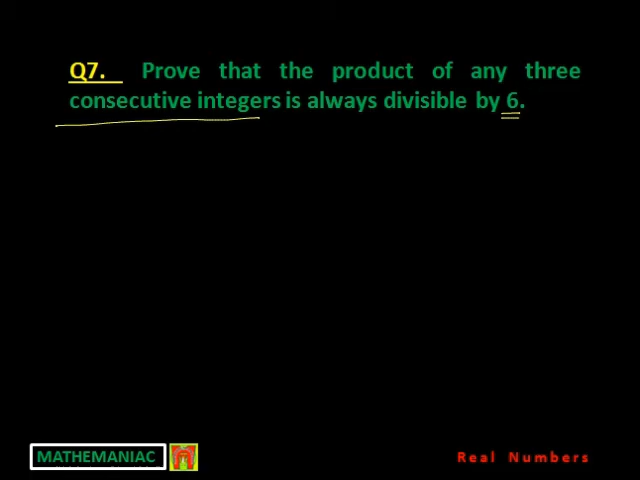 Q7. Prove that the product of any three
consecutive integers is always divisible by 6.
MATHEMANIAC
Real Numbers